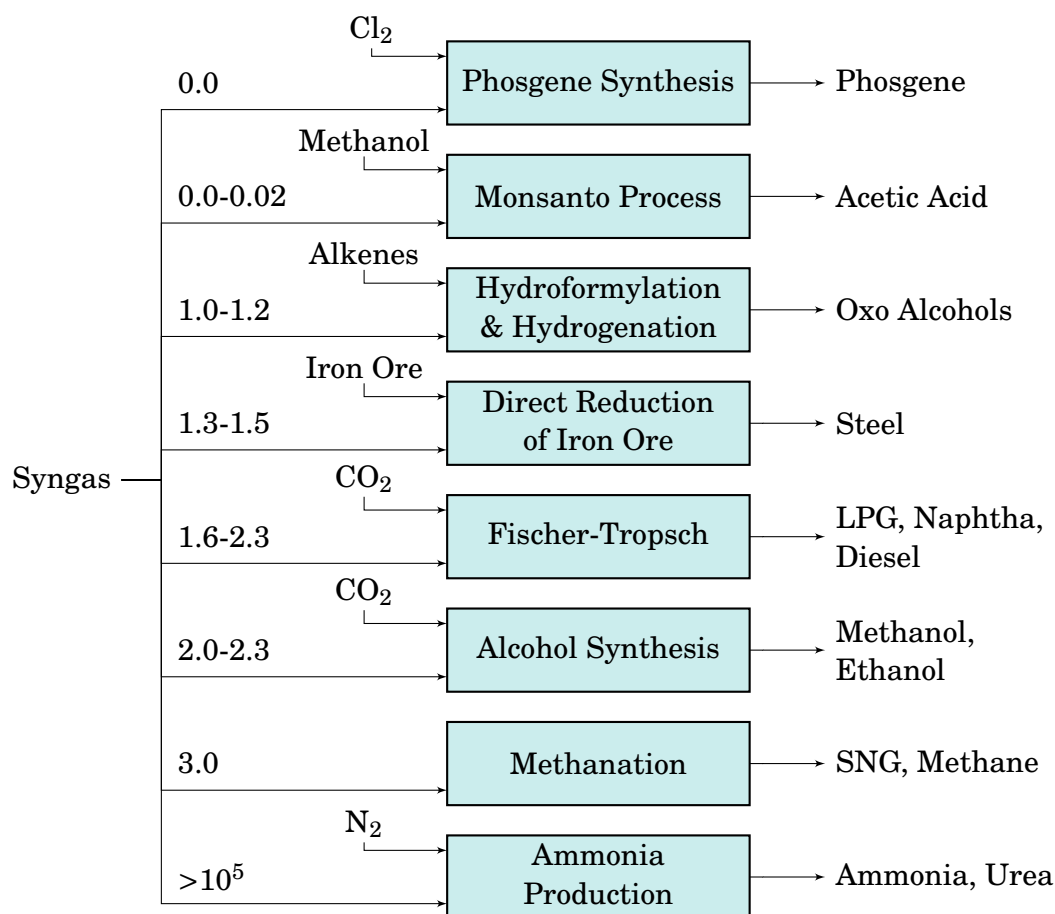 Cl₂
0.0
Phosgene Synthesis
Phosgene
Methanol
0.0-0.02
Monsanto Process
Acetic Acid
Alkenes
1.0-1.2
Hydroformylation
& Hydrogenation
Oxo Alcohols
Iron Ore
1.3-1.5
Direct Reduction
of Iron Ore
Steel
Syngas
CO₂
1.6-2.3
Fischer-Tropsch
LPG, Naphtha,
Diesel
CO₂
2.0-2.3
Alcohol Synthesis
Methanol,
Ethanol
3.0
Methanation
SNG, Methane
N₂
>10⁵
Ammonia
Production
Ammonia, Urea